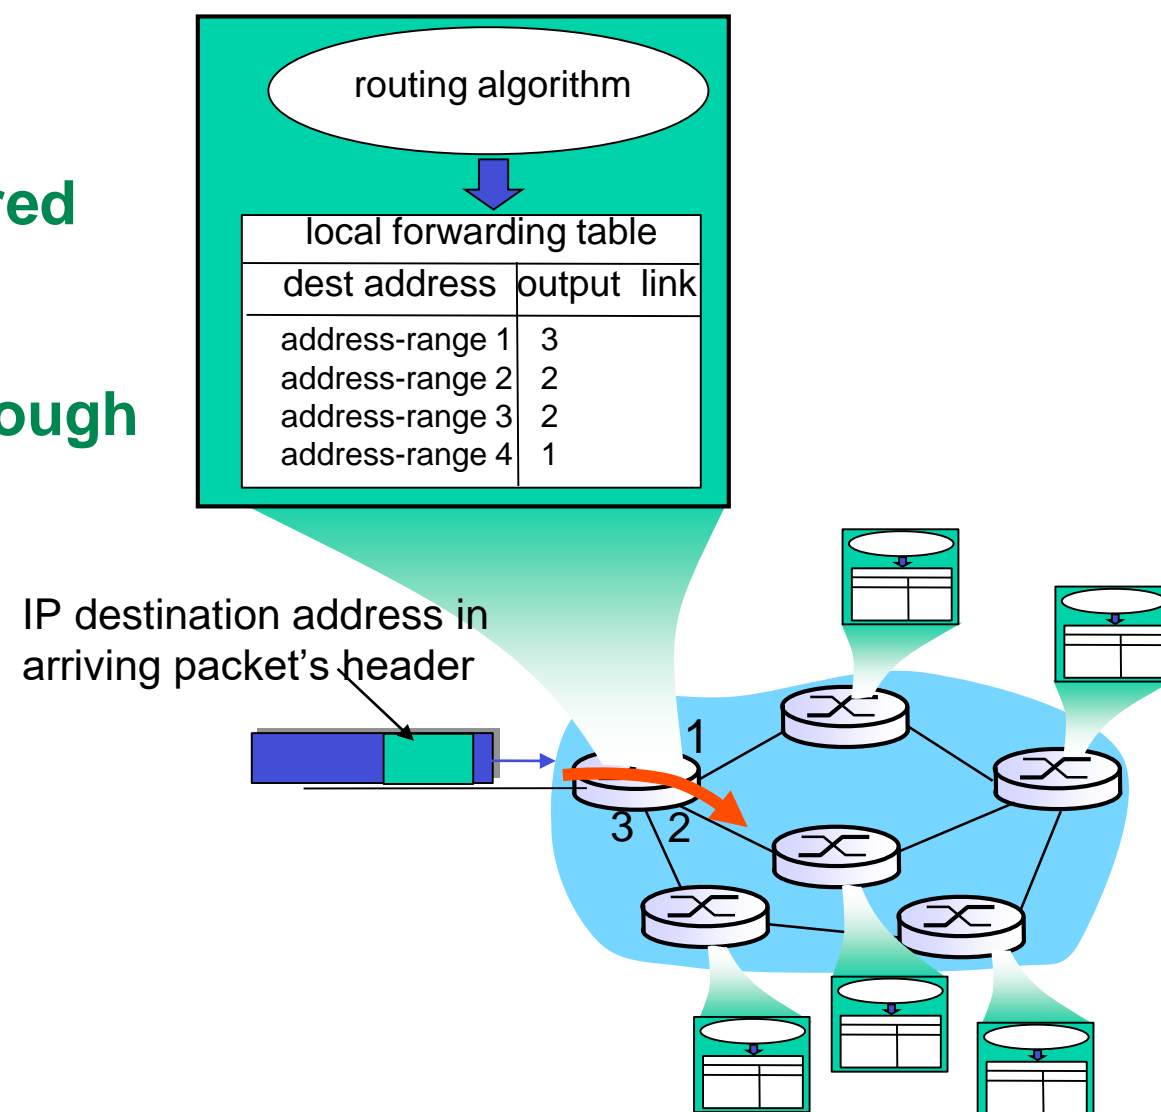 routing algorithm
local forwarding table
dest address output link
address-range 1 3
address-range 2 2
address-range 3 2
address-range 4 1
red
ough
IP destination address in
arriving packet’s header
1
3 2